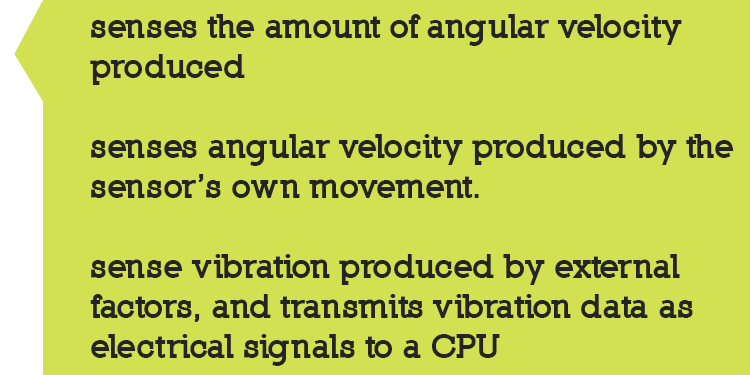 senses the amount of angular velocity
produced
senses angular velocity produced by the
sensor's own movement.
sense vibration produced by external
factors, and transmits vibration data as
electrical signals to a CPU